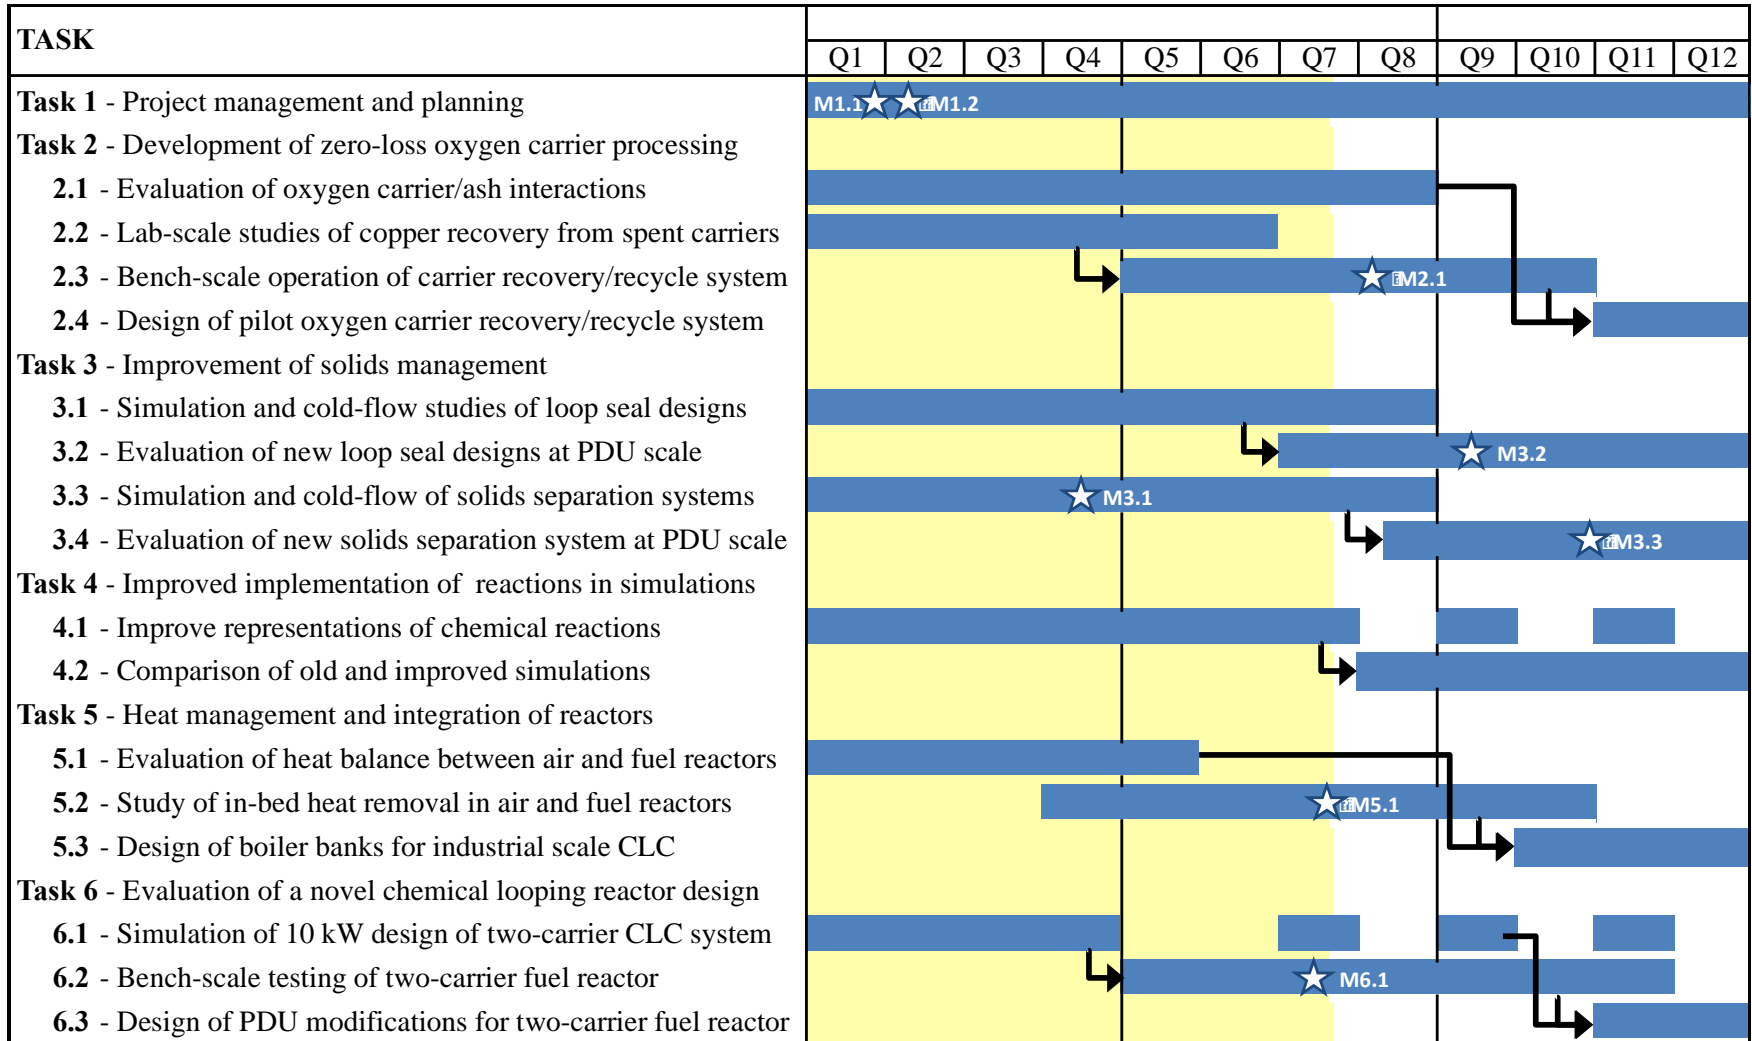 TASK
Q1 Q2 Q3 Q4 Q5 Q6 Q7 Q8 Q9 Q10 Q11 Q12
Task 1 - Project management and planning M1.1 M1.2
Task 2 - Development of zero-loss oxygen carrier processing
2.1 - Evaluation of oxygen carrier/ash interactions
2.2 - Lab-scale studies of copper recovery from spent carriers
2.3 - Bench-scale operation of carrier recovery/recycle system M2.1
2.4 - Design of pilot oxygen carrier recovery/recycle system
Task 3 - Improvement of solids management
3.1 - Simulation and cold-flow studies of loop seal designs
3.2 - Evaluation of new loop seal designs at PDU scale M3.2
3.3 - Simulation and cold-flow of solids separation systems M3.1
3.4 - Evaluation of new solids separation system at PDU scale M3.3
Task 4 - Improved implementation of reactions in simulations
4.1 - Improve representations of chemical reactions
4.2 - Comparison of old and improved simulations
Task 5 - Heat management and integration of reactors
5.1 - Evaluation of heat balance between air and fuel reactors
5.2 - Study of in-bed heat removal in air and fuel reactors M5.1
5.3 - Design of boiler banks for industrial scale CLC
Task 6 - Evaluation of a novel chemical looping reactor design
6.1 - Simulation of 10 kW design of two-carrier CLC system
6.2 - Bench-scale testing of two-carrier fuel reactor M6.1
6.3 - Design of PDU modifications for two-carrier fuel reactor